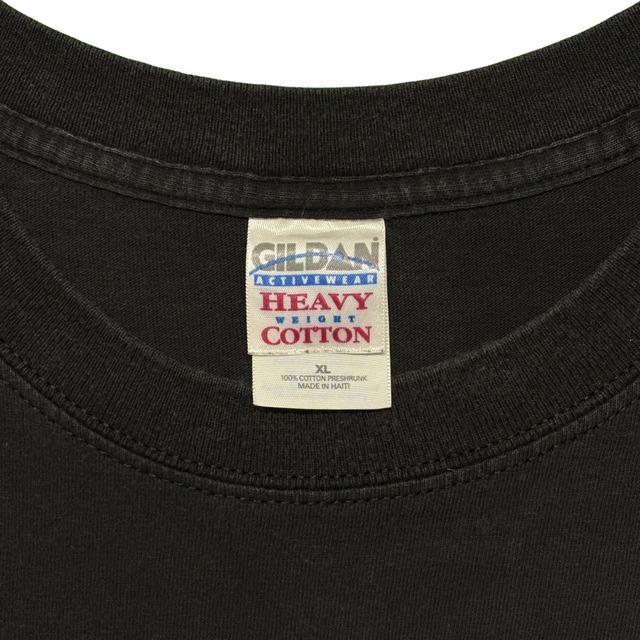 GILDAN
ACTIVEWEAR
HEAVY
WEIGHT
COTTON
XL
100% COTTON PRESHRUNK
MADE IN HAITI